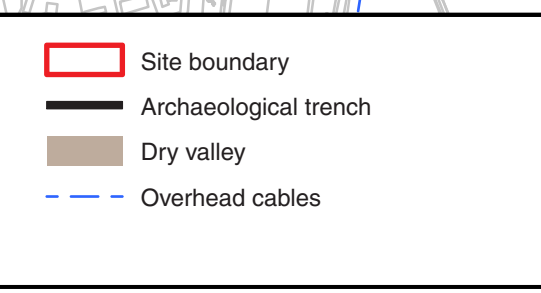 Site boundary
Archaeological trench
Dry valley
Overhead cables